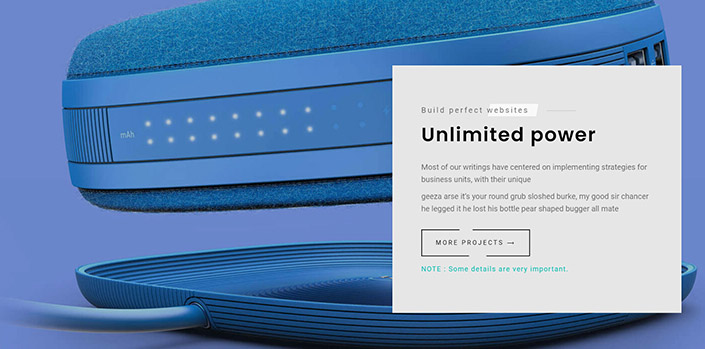 mAh
Build perfect websites
Unlimited power
Most of our writings have centered on implementing strategies for
business units, with their unique
geeza arse it's your round grub sloshed burke, my good sir chancer
he legged it he lost his bottle pear shaped bugger all mate
MORE PROJECTS →
NOTE : Some details are very important.